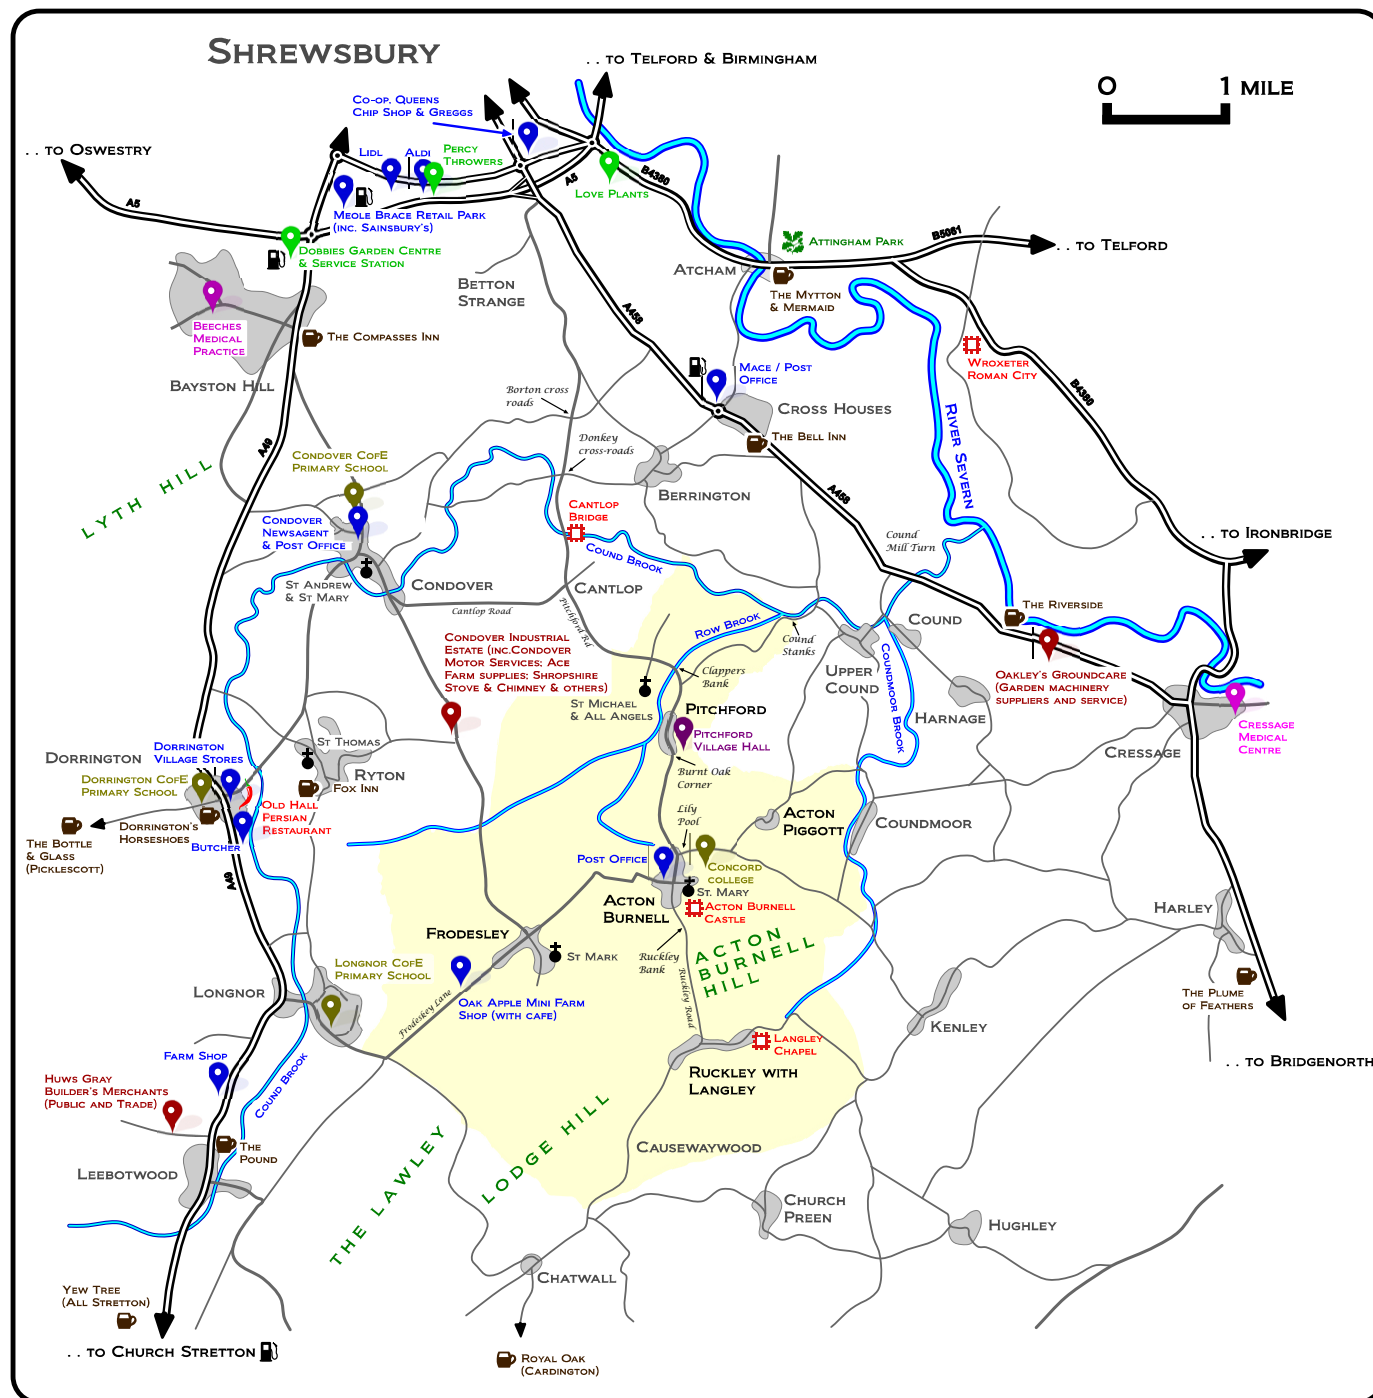 Shrewsbury
. . to Telford & Birmingham
0 1 mile
Co-op, Queens
Chip Shop & Greggs
. . to Oswestry
Lidl
Aldi
Percy
Throwers
A5
A5
B4380
Love Plants
Meole Brace Retail Park
(inc. Sainsbury's)
Dobbies Garden Centre
& Service Station
Attingham Park
B5061
. . to Telford
Atcham
Betton
Strange
The Mytton
& Mermaid
Beeches
Medical
Practice
The Compasses Inn
A458
Wroxeter
Roman City
Bayston Hill
Mace / Post
Office
B4380
Borton cross
roads
Cross Houses
River Severn
The Bell Inn
A49
Donkey
cross-roads
Condover CofE
Primary School
Lyth Hill
Berrington
A458
Cantlop
Bridge
Condover
Newsagent
& Post Office
Cound
Mill Turn
. . to Ironbridge
Cound Brook
St Andrew
& St Mary
Condover
Cantlop
Cantlop Road
Pitchford Rd
The Riverside
Row Brook
Cound
Condover Industrial
Estate (inc.Condover
Motor Services; Ace
Farm supplies; Shropshire
Stove & Chimney & others)
Cound
Stanks
Clappers
Bank
Upper
Cound
Coundmoor Brook
Oakley's Groundcare
(Garden machinery
suppliers and service)
St Michael
& All Angels
Pitchford
Harnage
Pitchford
Village Hall
Cressage
Cressage
Medical
Centre
St Thomas
Dorrington
Dorrington
Village Stores
Dorrington CofE
Primary School
Ryton
Fox Inn
Burnt Oak
Corner
Old Hall
Persian
Restaurant
Dorrington's
Horseshoes
Butcher
The Bottle
& Glass
(Picklescott)
Lily
Pool
Acton
Piggott
Coundmoor
A49
Post Office
Concord
college
St. Mary
Acton
Burnell
Acton Burnell
Castle
Harley
Frodesley
St Mark
Ruckley
Bank
Acton
Burnell
Hill
Longnor CofE
Primary School
Longnor
Oak Apple Mini Farm
Shop (with cafe)
Frodeskey Lane
Ruckley Road
The Plume
of Feathers
Kenley
Langley
Chapel
Farm Shop
Cound Brook
Ruckley with
Langley
. . to Bridgenorth
Huws Gray
Builder's Merchants
(Public and Trade)
The
Pound
Lodge Hill
Causewaywood
Leebotwood
The Lawley
Church
Preen
Hughley
Chatwall
Yew Tree
(All Stretton)
. . to Church Stretton
Royal Oak
(Cardington)